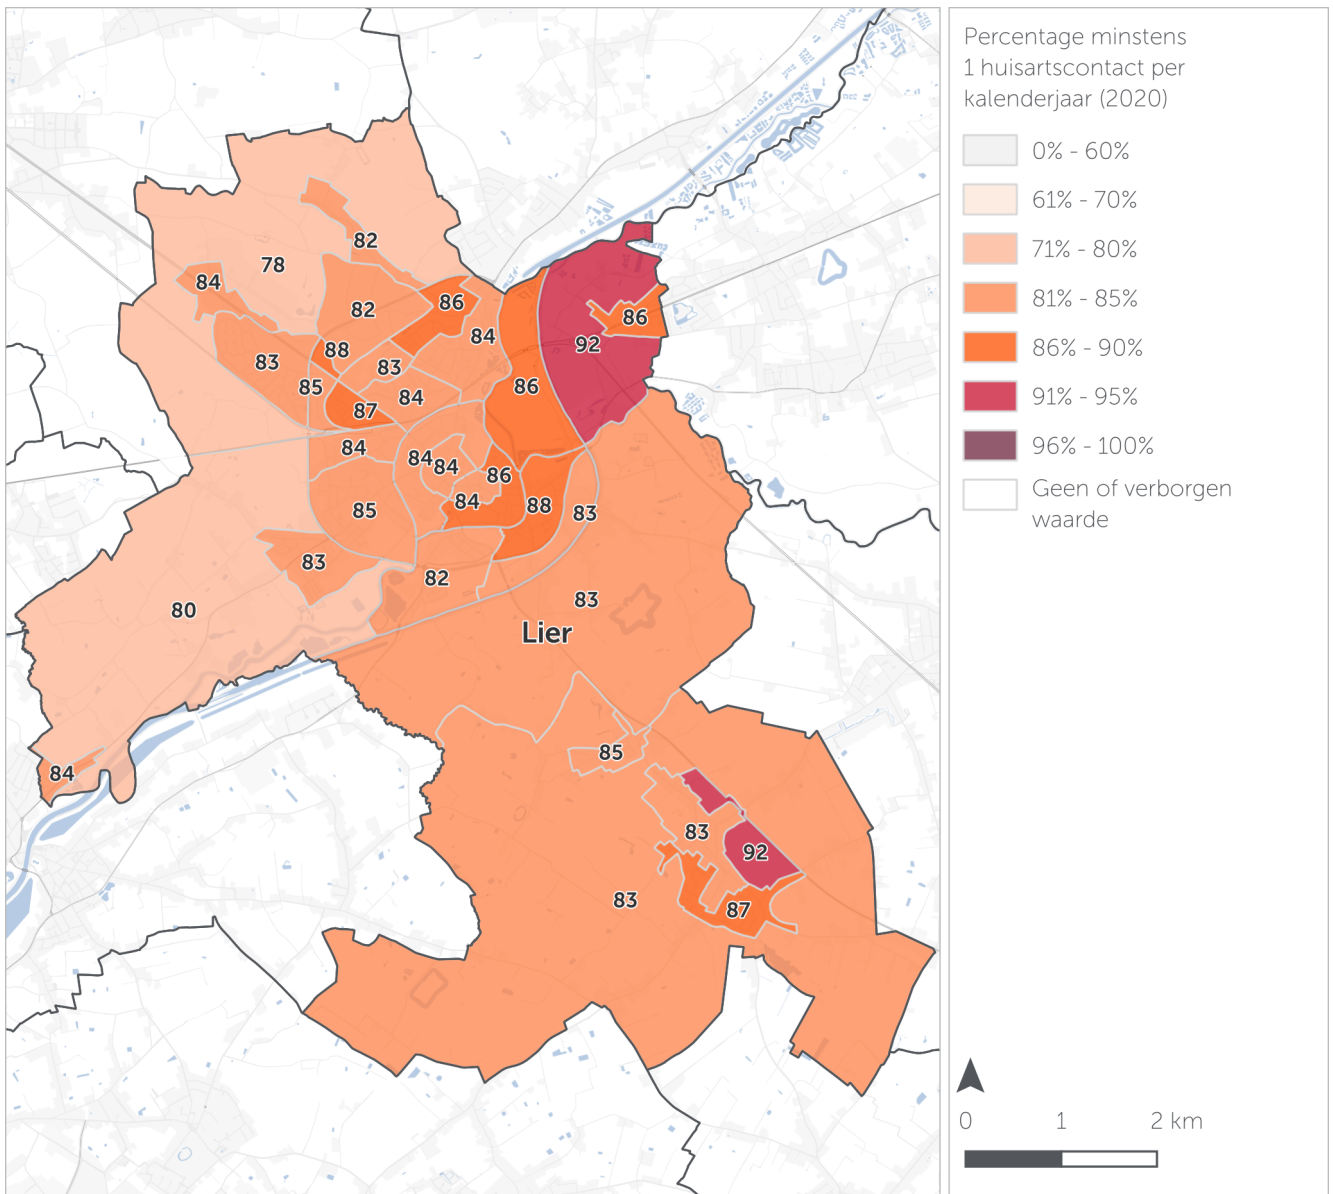 Percentage minstens
1 huisartscontact per
kalenderjaar (2020)
0% - 60%
61% - 70%
71% - 80%
81% - 85%
86% - 90%
91% - 95%
96% - 100%
Geen of verborgen
waarde
82
78
84
82
86
84
86
92
88
83
83
85
86
84
87
84
84
84
86
84
88
85
83
83
82
80
83
Lier
85
84
83
92
83
87
0 1 2 km